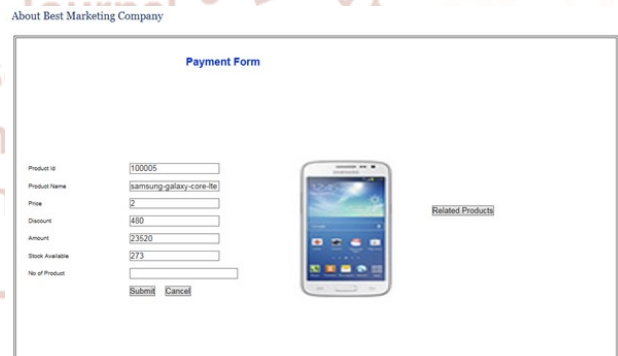 About Best Marketing Company
Payment Form
Product Id 100005
Product Name samsung-galaxy-core-lte
Price 2
Discount 480
Amount 23520
Stock Available 273
No of Product
Submit Cancel
Related Products
SAMSUNG